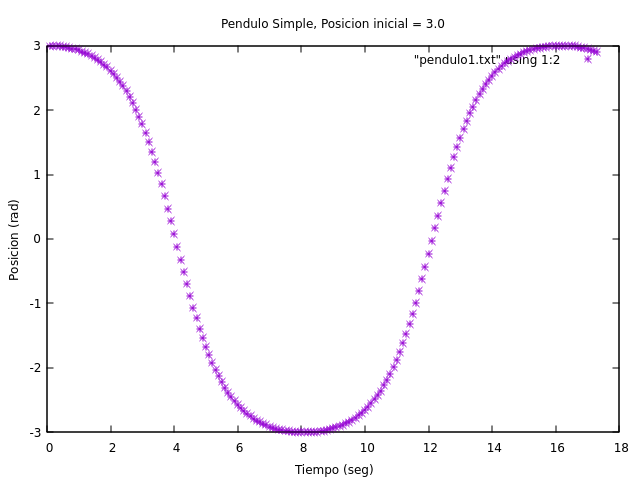 Pendulo Simple, Posicion inicial = 3.0
"pendulo1.txt" using 1:2
3
2
1
0
-1
-2
-3
Posicion (rad)
0 2 4 6 8 10 12 14 16 18
Tiempo (seg)